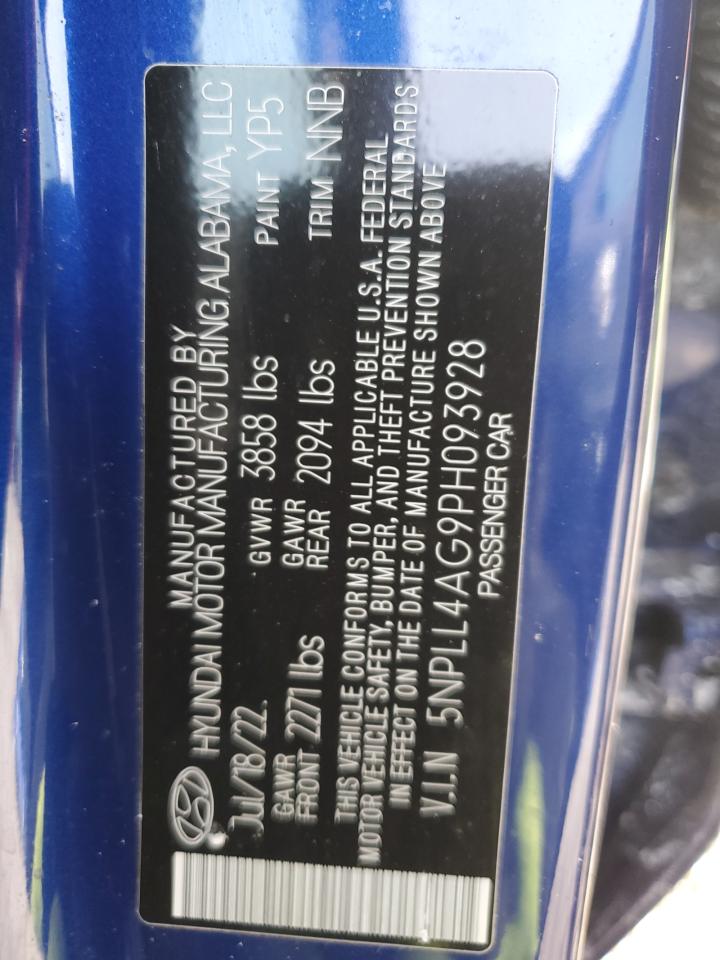 MANUFACTURED BY
HYUNDAI MOTOR MANUFACTURING ALABAMA, LLC
Jul/18/22 GVWR 3858 lbs PAINT YP5
GAWR FRONT 2271 lbs GAWR REAR 2094 lbs TRIM NNB
THIS VEHICLE CONFORMS TO ALL APPLICABLE U.S.A. FEDERAL
MOTOR VEHICLE SAFETY, BUMPER, AND THEFT PREVENTION STANDARDS
IN EFFECT ON THE DATE OF MANUFACTURE SHOWN ABOVE
V.I.N 5NPLL4AG9PH093928
PASSENGER CAR